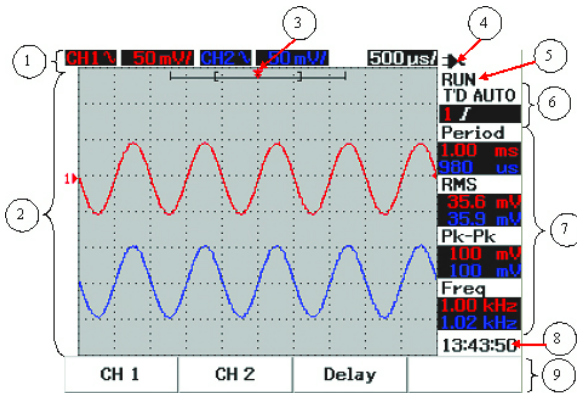 3
4
1
CH1 50 mV/ CH2 50 mV/ 500 µs/
5
RUN
T'D AUTO
6
1
Period
1.00 ms
980 us
RMS
35.6 mV
35.9 mV
Pk-Pk
100 mV
100 mV
Freq
1.00 kHz
1.02 kHz
7
2
1
13:43:50
8
CH 1 CH 2 Delay
9